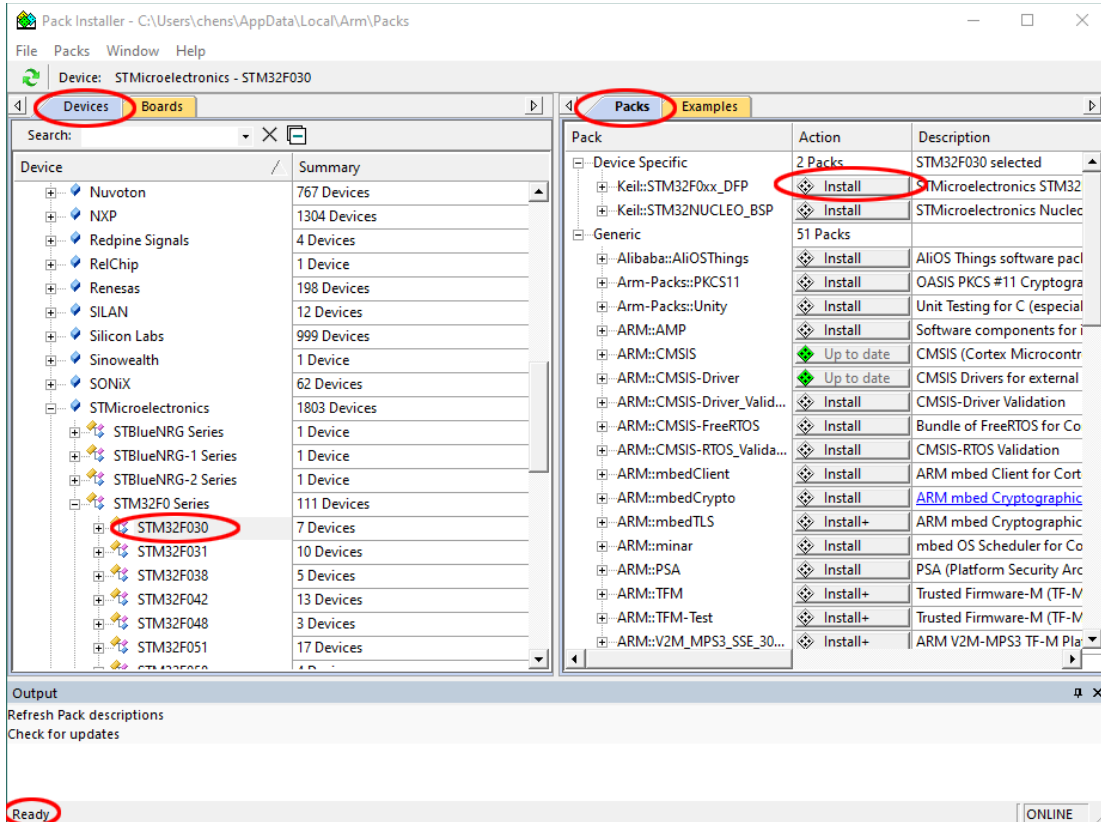 Pack Installer - C:\Users\chens\AppData\Local\Arm\Packs
File Packs Window Help
Device: STMicroelectronics - STM32F030
Devices Boards
Search:
Device Summary
Nuvoton 767 Devices
NXP 1304 Devices
Redpine Signals 4 Devices
RelChip 1 Device
Renesas 198 Devices
SILAN 12 Devices
Silicon Labs 999 Devices
Sinowealth 1 Device
SONiX 62 Devices
STMicroelectronics 1803 Devices
STBlueNRG Series 1 Device
STBlueNRG-1 Series 1 Device
STBlueNRG-2 Series 1 Device
STM32F0 Series 111 Devices
STM32F030 7 Devices
STM32F031 10 Devices
STM32F038 5 Devices
STM32F042 13 Devices
STM32F048 3 Devices
STM32F051 17 Devices
Packs Examples
Pack Action Description
Device Specific 2 Packs STM32F030 selected
Keil::STM32F0xx_DFP Install STMicroelectronics STM32
Keil::STM32NUCLEO_BSP Install STMicroelectronics Nucleo
Generic 51 Packs
Alibaba::AliOSThings Install AliOS Things software pack
Arm-Packs::PKCS11 Install OASIS PKCS #11 Cryptogra
Arm-Packs::Unity Install Unit Testing for C (especial
ARM::AMP Install Software components for i
ARM::CMSIS Up to date CMSIS (Cortex Microcontr
ARM::CMSIS-Driver Up to date CMSIS Drivers for external
ARM::CMSIS-Driver_Valid... Install CMSIS-Driver Validation
ARM::CMSIS-FreeRTOS Install Bundle of FreeRTOS for Co
ARM::CMSIS-RTOS_Valida... Install CMSIS-RTOS Validation
ARM::mbedClient Install ARM mbed Client for Cort
ARM::mbedCrypto Install ARM mbed Cryptographic
ARM::mbedTLS Install+ ARM mbed Cryptographic
ARM::minar Install mbed OS Scheduler for Co
ARM::PSA Install PSA (Platform Security Arc
ARM::TFM Install+ Trusted Firmware-M (TF-M
ARM::TFM-Test Install+ Trusted Firmware-M (TF-M
ARM::V2M_MPS3_SSE_30... Install+ ARM V2M-MPS3 TF-M Pla
Output
Refresh Pack descriptions
Check for updates
Ready ONLINE